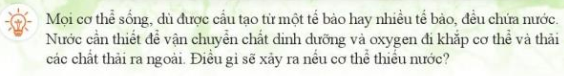 Mọi cơ thể sống, dù được cấu tạo từ một tế bào hay nhiều tế bào, đều chứa nước.
Nước cần thiết để vận chuyển chất dinh dưỡng và oxygen đi khắp cơ thể và thải
các chất thải ra ngoài. Điều gì sẽ xảy ra nếu cơ thể thiếu nước?